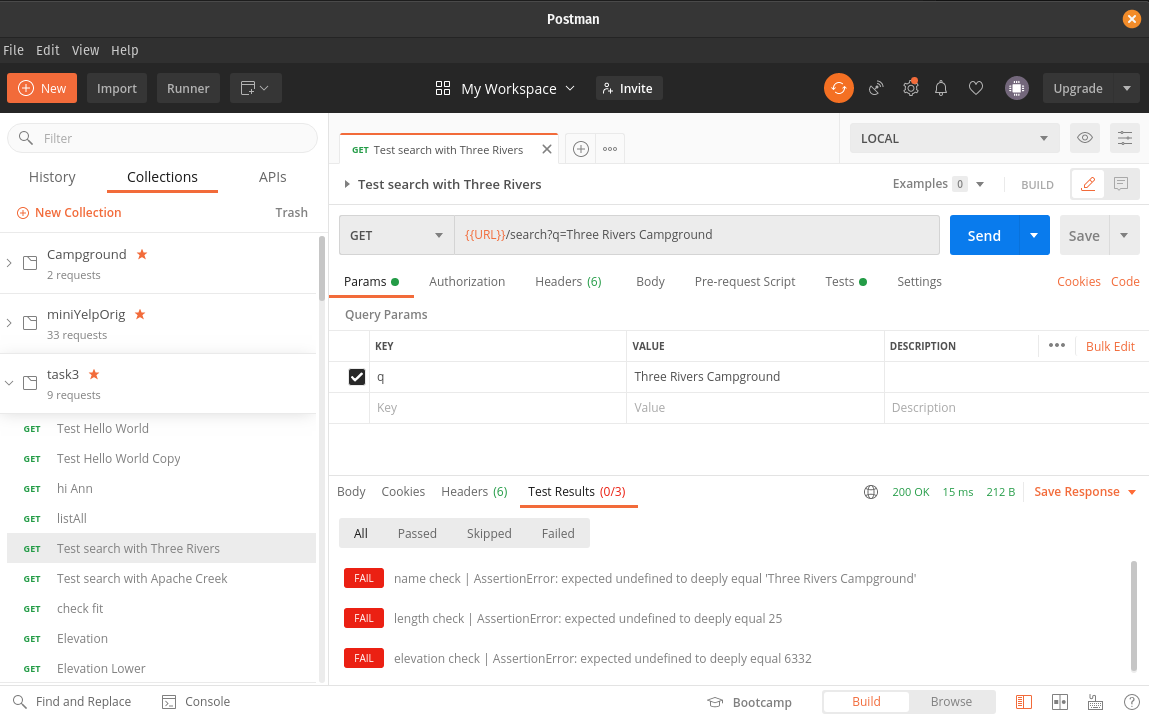 Postman
File Edit View Help
New Import Runner My Workspace Invite Upgrade
Filter
History Collections APIs
New Collection Trash
Campground
2 requests
miniYelpOrig
33 requests
task3
9 requests
GET Test Hello World
GET Test Hello World Copy
GET hi Ann
GET listAll
GET Test search with Three Rivers
GET Test search with Apache Creek
GET check fit
GET Elevation
GET Elevation Lower
GET Test search with Three Rivers
LOCAL
Test search with Three Rivers Examples 0 BUILD
GET {{URL}}/search?q=Three Rivers Campground Send Save
Params Authorization Headers (6) Body Pre-request Script Tests Settings Cookies Code
Query Params
KEY VALUE DESCRIPTION Bulk Edit
q Three Rivers Campground
Key Value Description
Body Cookies Headers (6) Test Results (0/3) 200 OK 15 ms 212 B Save Response
All Passed Skipped Failed
FAIL name check | AssertionError: expected undefined to deeply equal 'Three Rivers Campground'
FAIL length check | AssertionError: expected undefined to deeply equal 25
FAIL elevation check | AssertionError: expected undefined to deeply equal 6332
Find and Replace Console Bootcamp Build Browse